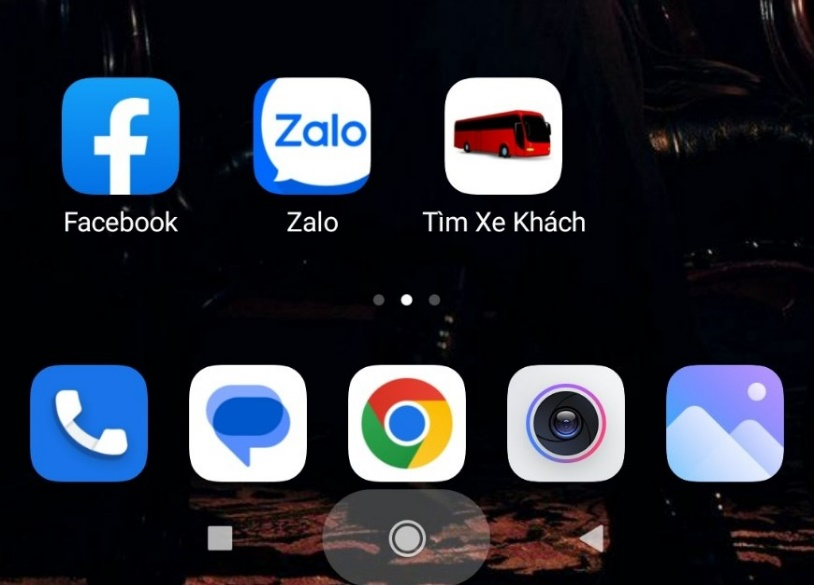 Zalo
Facebook
Zalo
Tìm Xe Khách